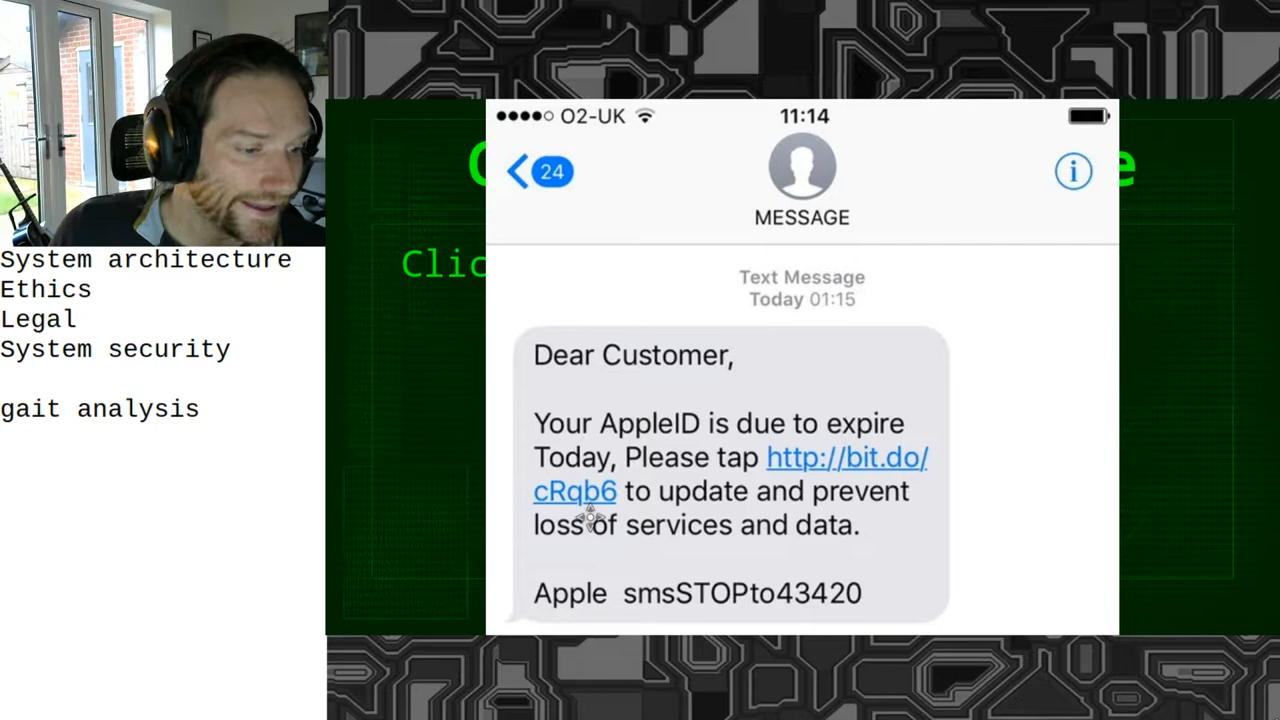 System architecture
Ethics
Legal
System security
gait analysis
Clic
O2-UK
11:14
24
MESSAGE
Text Message
Today 01:15
Dear Customer,
Your AppleID is due to expire
Today, Please tap http://bit.do/
cRqb6 to update and prevent
loss of services and data.
Apple smsSTOPto43420